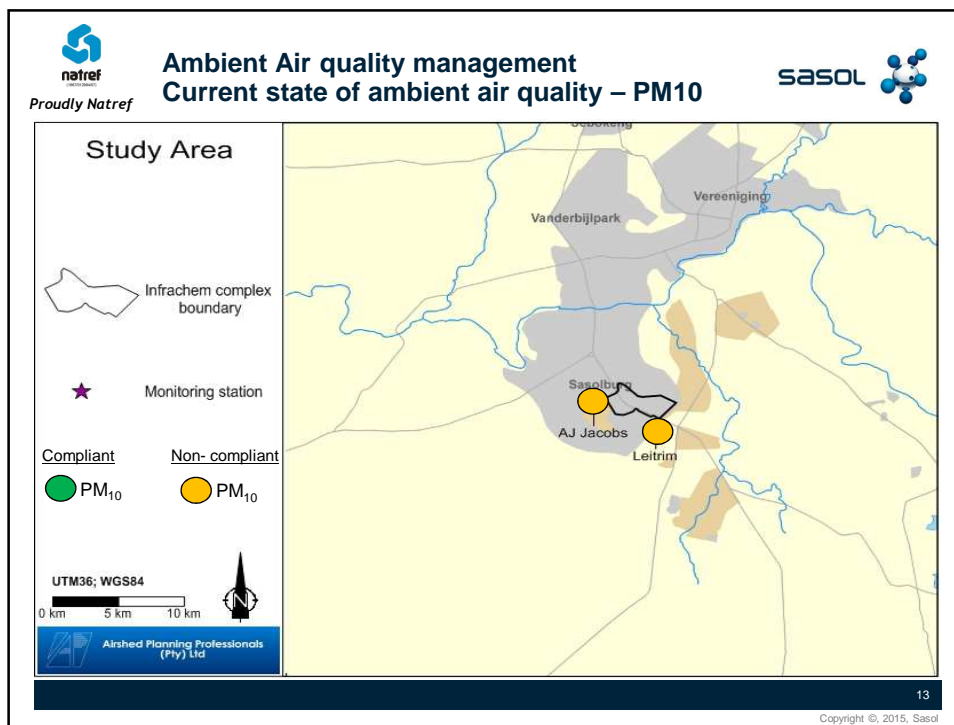 natref
Proudly Natref
Ambient Air quality management
Current state of ambient air quality – PM10
sasol
Study Area
Infrachem complex
boundary
Monitoring station
Compliant
Non- compliant
PM10
PM10
UTM36; WGS84
0 km 5 km 10 km
N
Airshed Planning Professionals
(Pty) Ltd
Sebokeng
Vereeniging
Vanderbijlpark
Sasolburg
AJ Jacobs
Leitrim
13
Copyright ©, 2015, Sasol